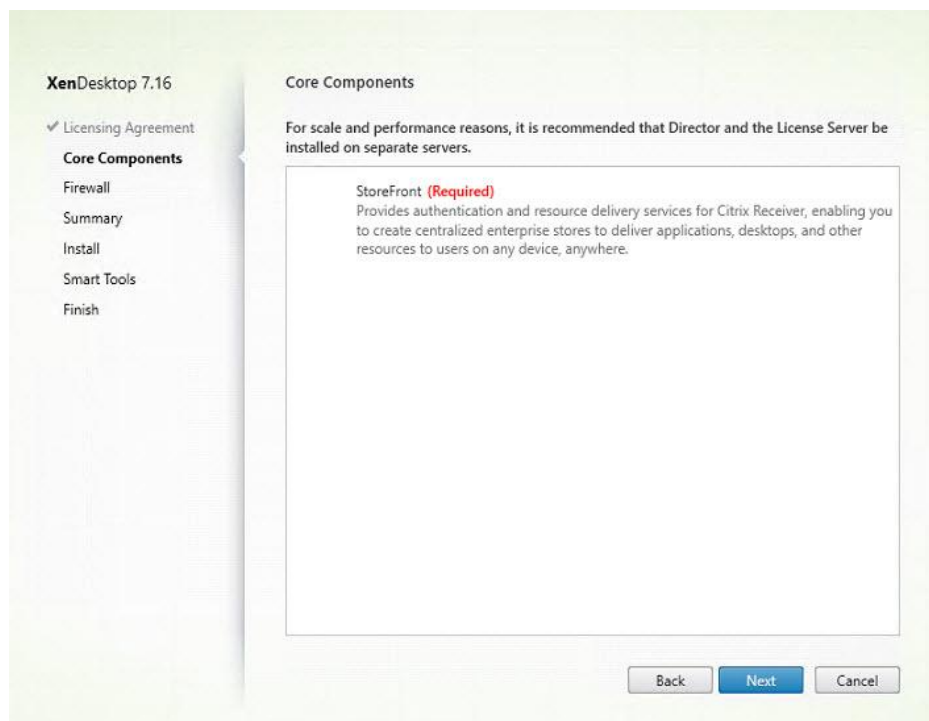 XenDesktop 7.16
Licensing Agreement
Core Components
Firewall
Summary
Install
Smart Tools
Finish
Core Components
For scale and performance reasons, it is recommended that Director and the License Server be
installed on separate servers.
StoreFront (Required)
Provides authentication and resource delivery services for Citrix Receiver, enabling you
to create centralized enterprise stores to deliver applications, desktops, and other
resources to users on any device, anywhere.
Back Next Cancel